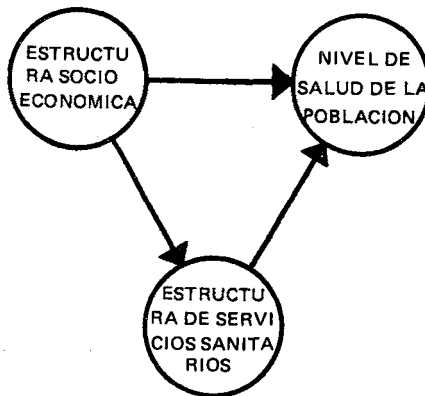 ESTRUCTU
RA SOCIO
ECONOMICA
NIVEL DE
SALUD DE LA
POBLACION
ESTRUCTU
RA DE SERVI
CIOS SANITA
RIOS